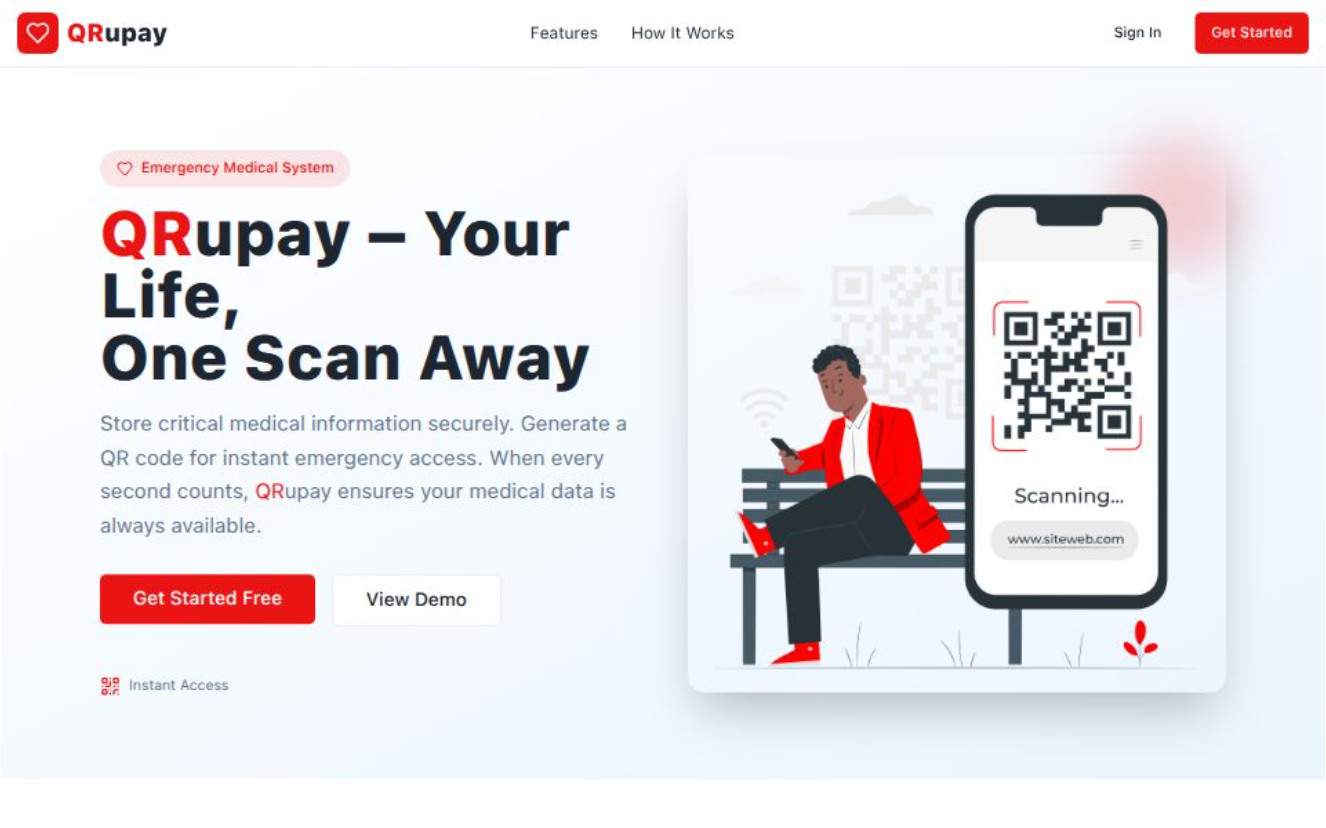 QRupay
Features
How It Works
Sign In
Get Started
Emergency Medical System
QRupay – Your
Life,
One Scan Away
Store critical medical information securely. Generate a
QR code for instant emergency access. When every
second counts, QRupay ensures your medical data is
always available.
Get Started Free
View Demo
Instant Access
Scanning...
www.siteweb.com